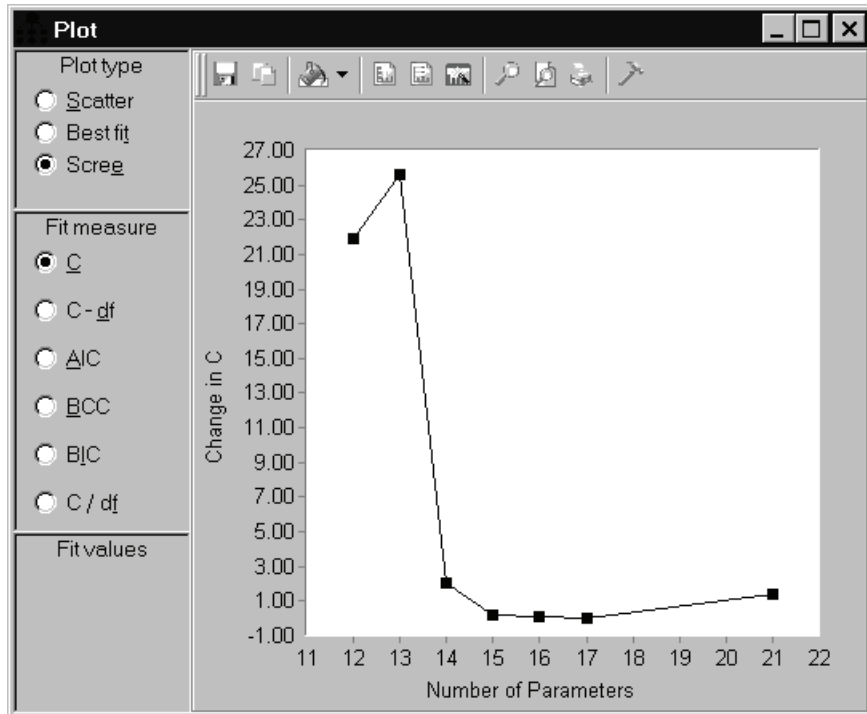 Plot
Plot type
Scatter
Best fit
Scree
Fit measure
C
C - df
AIC
BCC
BIC
C / df
Fit values
27.00
25.00
23.00
21.00
19.00
17.00
15.00
13.00
11.00
9.00
7.00
5.00
3.00
1.00
-1.00
Change in C
11 12 13 14 15 16 17 18 19 20 21 22
Number of Parameters